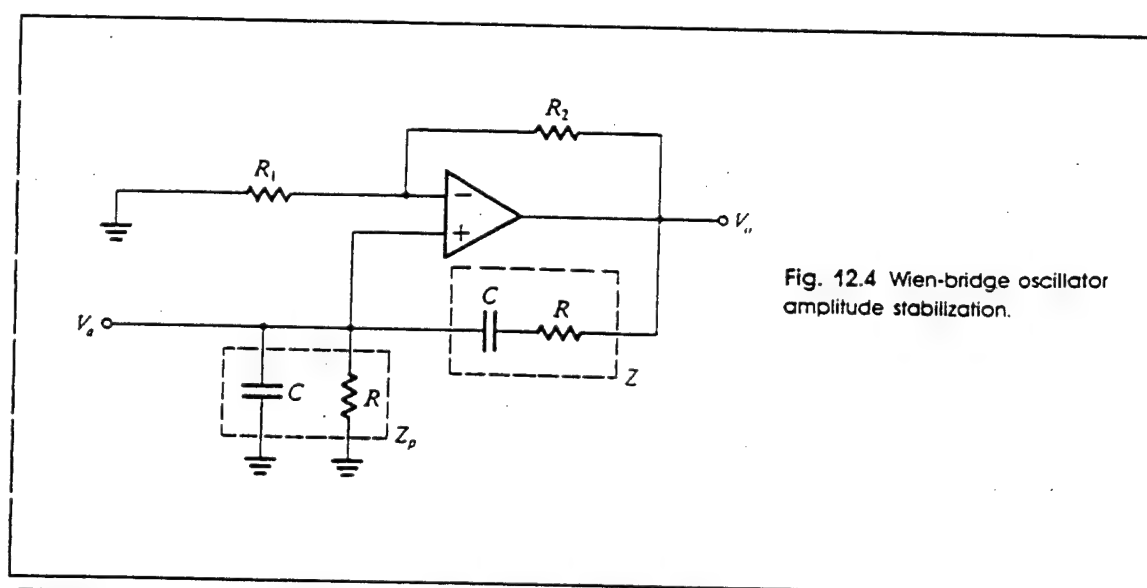 R₂
R₁
−
+
Vₒ
C
R
Vₐ
Z
C
R
Zₚ
Fig. 12.4 Wien-bridge oscillator
amplitude stabilization.